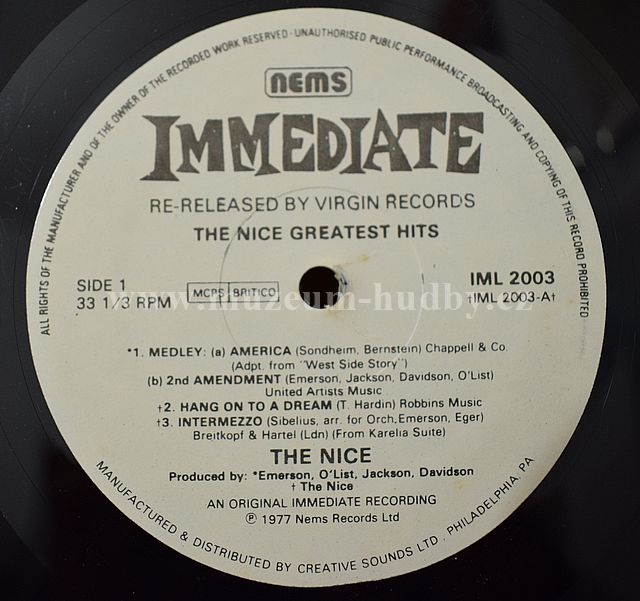 ALL RIGHTS OF THE MANUFACTURER AND OF THE OWNER OF THE RECORDED WORK RESERVED · UNAUTHORISED PUBLIC PERFORMANCE BROADCASTING AND COPYING OF THIS RECORD PROHIBITED
nems
IMMEDIATE
RE-RELEASED BY VIRGIN RECORDS
THE NICE GREATEST HITS
SIDE 1
33 1/3 RPM
MCPS BRITICO
IML 2003
†IML 2003-A†
www.muzeum-hudby.cz
*1. MEDLEY: (a) AMERICA (Sondheim, Bernstein) Chappell & Co.
(Adpt. from "West Side Story")
(b) 2nd AMENDMENT (Emerson, Jackson, Davidson, O'List)
United Artists Music
†2. HANG ON TO A DREAM (T. Hardin) Robbins Music
†3. INTERMEZZO (Sibelius, arr. for Orch,Emerson, Eger)
Breitkopf & Hartel (Ldn) (From Karelia Suite)
THE NICE
Produced by: *Emerson, O'List, Jackson, Davidson
† The Nice
AN ORIGINAL IMMEDIATE RECORDING
℗ 1977 Nems Records Ltd
MANUFACTURED & DISTRIBUTED BY CREATIVE SOUNDS LTD. PHILADELPHIA, PA